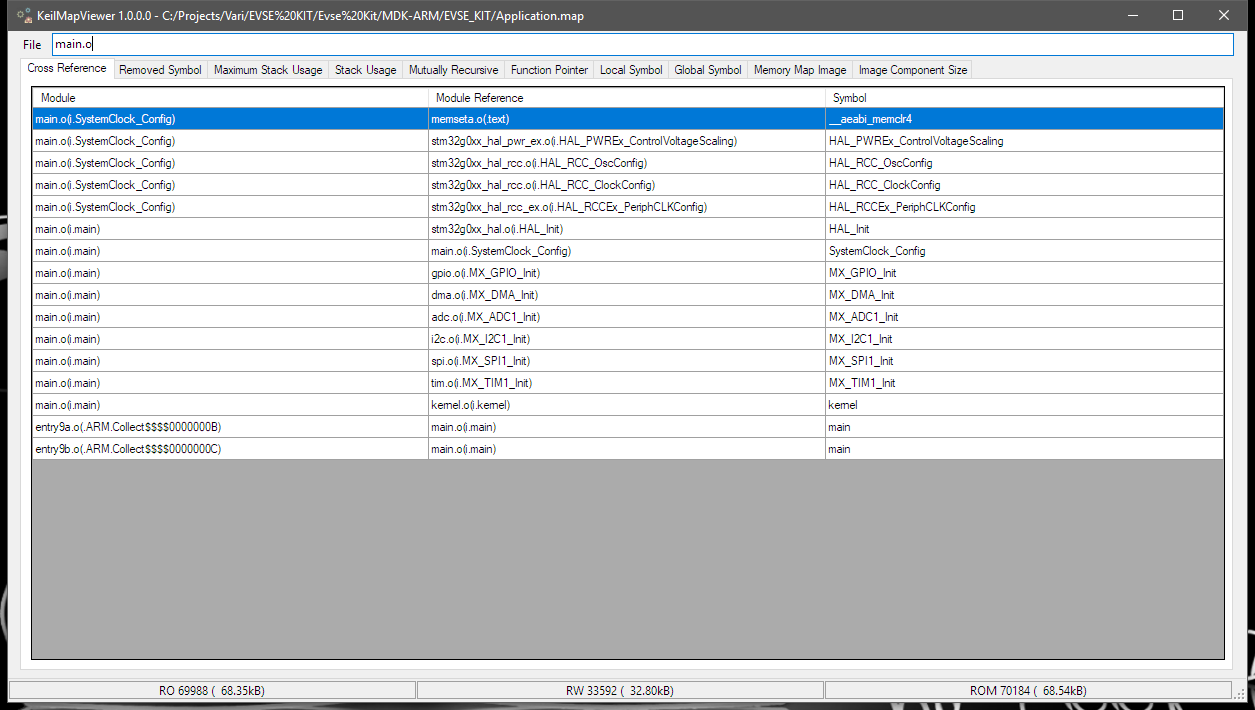 KeilMapViewer 1.0.0.0 - C:/Projects/Vari/EVSE%20KIT/Evse%20Kit/MDK-ARM/EVSE_KIT/Application.map
File main.o
Cross Reference Removed Symbol Maximum Stack Usage Stack Usage Mutually Recursive Function Pointer Local Symbol Global Symbol Memory Map Image Image Component Size
Module Module Reference Symbol
main.o(i.SystemClock_Config) memseta.o(.text) __aeabi_memclr4
main.o(i.SystemClock_Config) stm32g0xx_hal_pwr_ex.o(i.HAL_PWREx_ControlVoltageScaling) HAL_PWREx_ControlVoltageScaling
main.o(i.SystemClock_Config) stm32g0xx_hal_rcc.o(i.HAL_RCC_OscConfig) HAL_RCC_OscConfig
main.o(i.SystemClock_Config) stm32g0xx_hal_rcc.o(i.HAL_RCC_ClockConfig) HAL_RCC_ClockConfig
main.o(i.SystemClock_Config) stm32g0xx_hal_rcc_ex.o(i.HAL_RCCEx_PeriphCLKConfig) HAL_RCCEx_PeriphCLKConfig
main.o(i.main) stm32g0xx_hal.o(i.HAL_Init) HAL_Init
main.o(i.main) main.o(i.SystemClock_Config) SystemClock_Config
main.o(i.main) gpio.o(i.MX_GPIO_Init) MX_GPIO_Init
main.o(i.main) dma.o(i.MX_DMA_Init) MX_DMA_Init
main.o(i.main) adc.o(i.MX_ADC1_Init) MX_ADC1_Init
main.o(i.main) i2c.o(i.MX_I2C1_Init) MX_I2C1_Init
main.o(i.main) spi.o(i.MX_SPI1_Init) MX_SPI1_Init
main.o(i.main) tim.o(i.MX_TIM1_Init) MX_TIM1_Init
main.o(i.main) kernel.o(i.kernel) kernel
entry9a.o(.ARM.Collect$$$$0000000B) main.o(i.main) main
entry9b.o(.ARM.Collect$$$$0000000C) main.o(i.main) main
RO 69988 ( 68.35kB) RW 33592 ( 32.80kB) ROM 70184 ( 68.54kB)